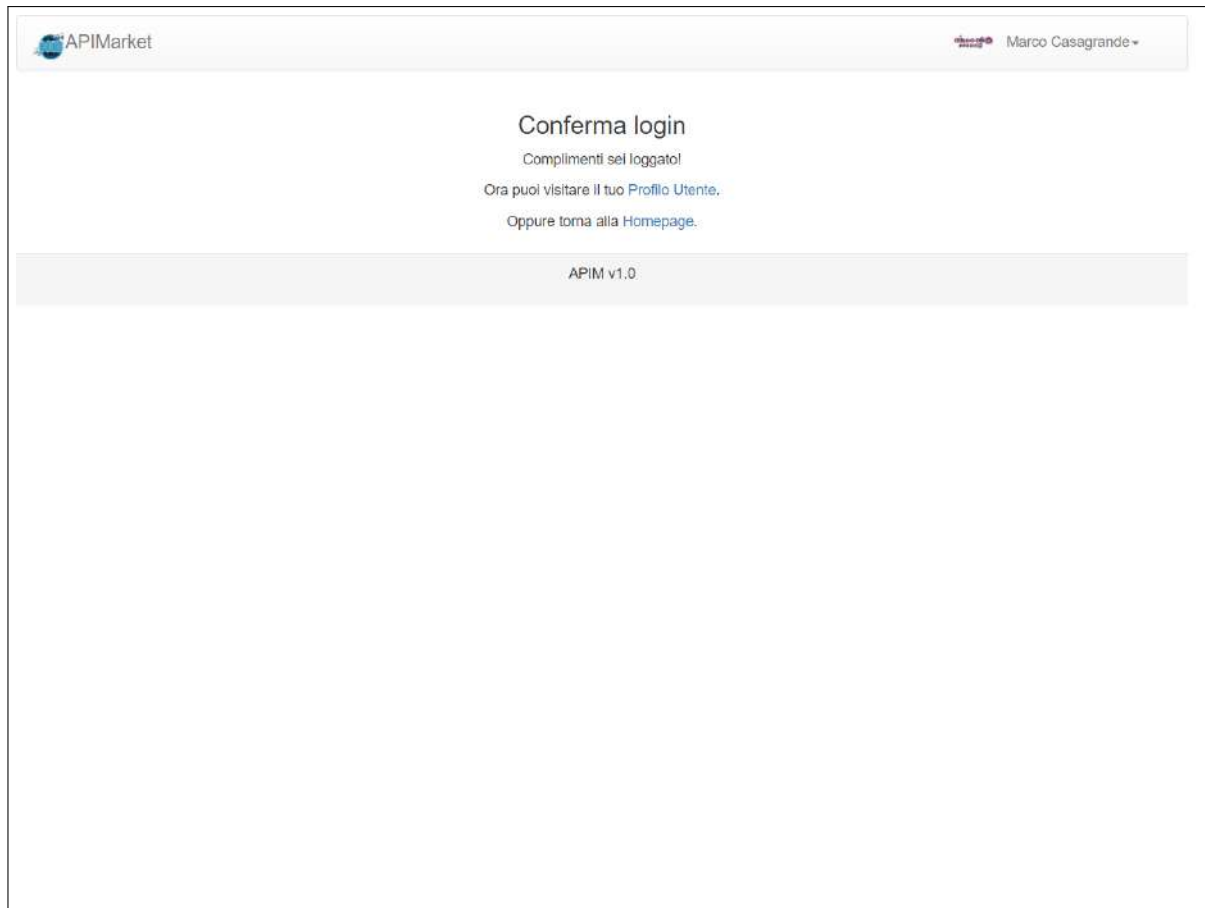 APIMarket
Marco Casagrande
Conferma login
Complimenti sei loggato!
Ora puoi visitare il tuo Profilo Utente.
Oppure torna alla Homepage.
APIM v1.0